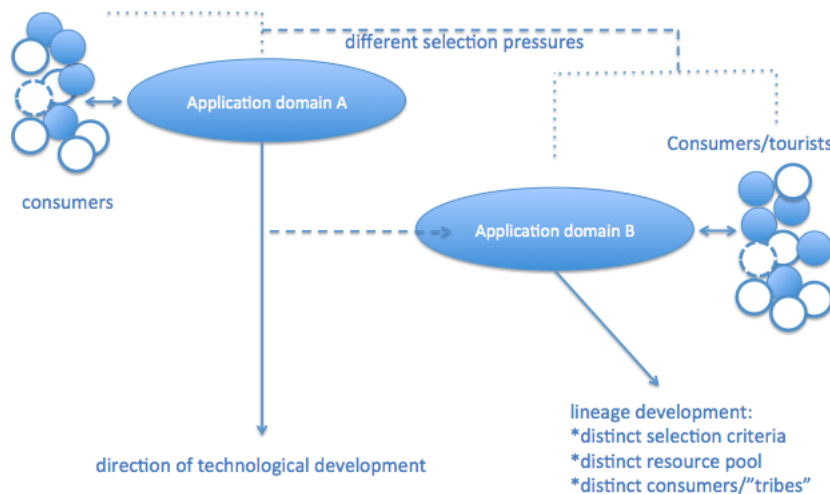 different selection pressures
Application domain A
consumers
Consumers/tourists
Application domain B
direction of technological development
lineage development:
*distinct selection criteria
*distinct resource pool
*distinct consumers/”tribes”